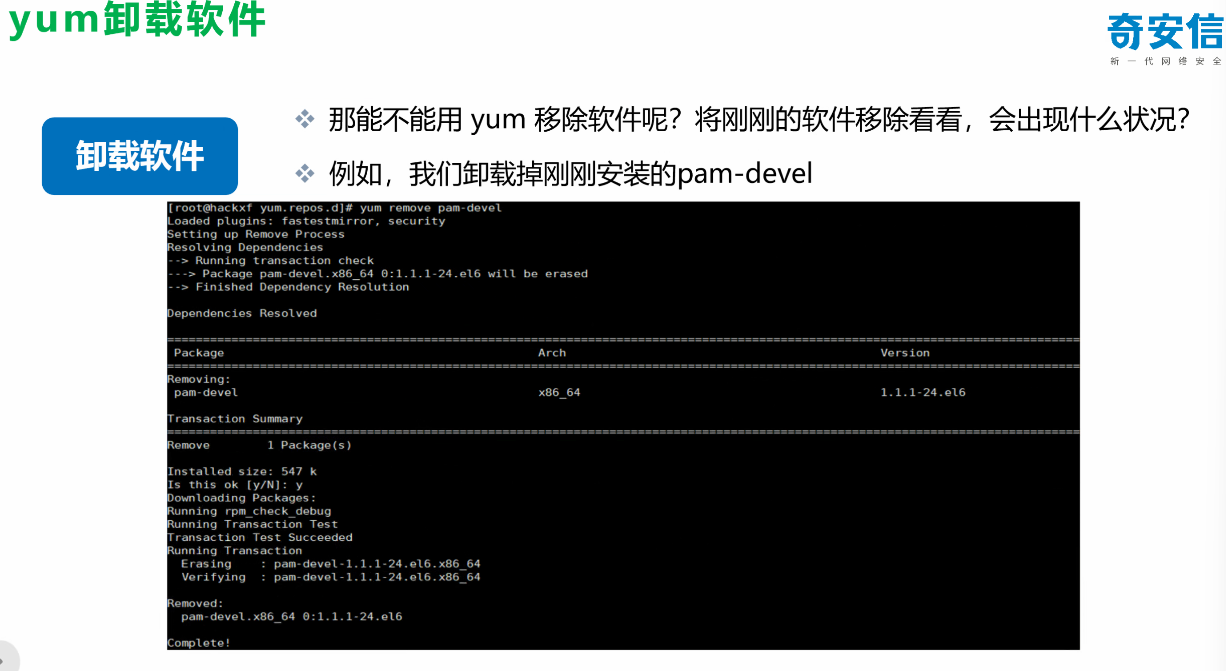 yum卸载软件
奇安信
新一代网络安全
卸载软件
那能不能用 yum 移除软件呢？将刚刚的软件移除看看，会出现什么状况？
例如，我们卸载掉刚刚安装的pam-devel
[root@hackxf yum.repos.d]# yum remove pam-devel
Loaded plugins: fastestmirror, security
Setting up Remove Process
Resolving Dependencies
--> Running transaction check
---> Package pam-devel.x86_64 0:1.1.1-24.el6 will be erased
--> Finished Dependency Resolution
Dependencies Resolved
Package Arch Version
Removing:
pam-devel x86_64 1.1.1-24.el6
Transaction Summary
Remove 1 Package(s)
Installed size: 547 k
Is this ok [y/N]: y
Downloading Packages:
Running rpm_check_debug
Running Transaction Test
Transaction Test Succeeded
Running Transaction
Erasing : pam-devel-1.1.1-24.el6.x86_64
Verifying : pam-devel-1.1.1-24.el6.x86_64
Removed:
pam-devel.x86_64 0:1.1.1-24.el6
Complete!